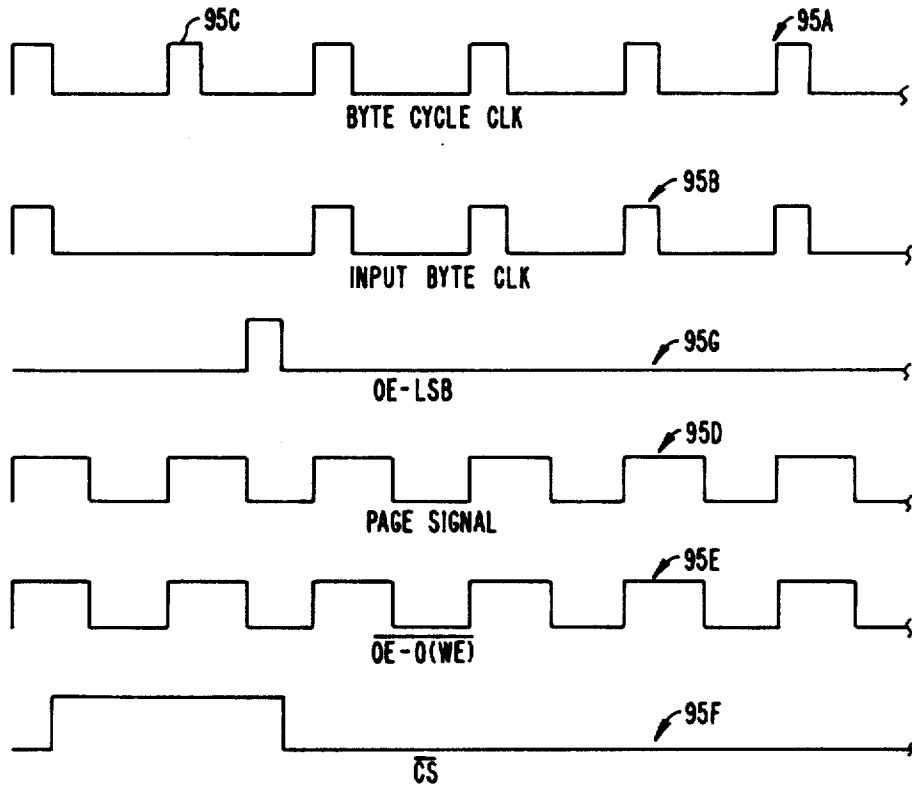 95C
95A
BYTE CYCLE CLK
95B
INPUT BYTE CLK
95G
OE-LSB
95D
PAGE SIGNAL
95E
OE-0(WE)
95F
CS